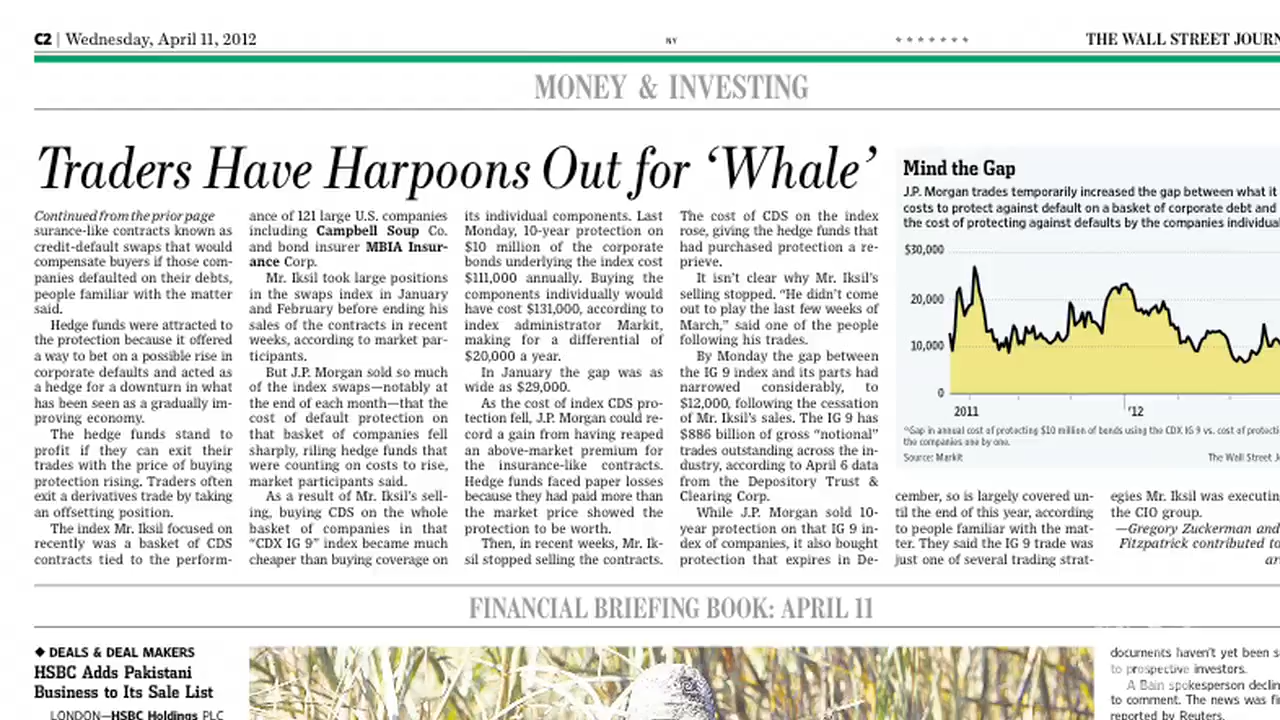 C2 | Wednesday, April 11, 2012
NY
* * * * * * *
THE WALL STREET JOURN
MONEY & INVESTING
Traders Have Harpoons Out for ‘Whale’
Continued from the prior page
surance-like contracts known as
credit-default swaps that would
compensate buyers if those com-
panies defaulted on their debts,
people familiar with the matter
said.
Hedge funds were attracted to
the protection because it offered
a way to bet on a possible rise in
corporate defaults and acted as
a hedge for a downturn in what
has been seen as a gradually im-
proving economy.
The hedge funds stand to
profit if they can exit their
trades with the price of buying
protection rising. Traders often
exit a derivatives trade by taking
an offsetting position.
The index Mr. Iksil focused on
recently was a basket of CDS
contracts tied to the perform-
ance of 121 large U.S. companies
including Campbell Soup Co.
and bond insurer MBIA Insur-
ance Corp.
Mr. Iksil took large positions
in the swaps index in January
and February before ending his
sales of the contracts in recent
weeks, according to market par-
ticipants.
But J.P. Morgan sold so much
of the index swaps—notably at
the end of each month—that the
cost of default protection on
that basket of companies fell
sharply, riling hedge funds that
were counting on costs to rise,
market participants said.
As a result of Mr. Iksil's sell-
ing, buying CDS on the whole
basket of companies in that
“CDX IG 9” index became much
cheaper than buying coverage on
its individual components. Last
Monday, 10-year protection on
$10 million of the corporate
bonds underlying the index cost
$111,000 annually. Buying the
components individually would
have cost $131,000, according to
index administrator Markit,
making for a differential of
$20,000 a year.
In January the gap was as
wide as $29,000.
As the cost of index CDS pro-
tection fell, J.P. Morgan could re-
cord a gain from having reaped
an above-market premium for
the insurance-like contracts.
Hedge funds faced paper losses
because they had paid more than
the market price showed the
protection to be worth.
Then, in recent weeks, Mr. Ik-
sil stopped selling the contracts.
The cost of CDS on the index
rose, giving the hedge funds that
had purchased protection a re-
prieve.
It isn't clear why Mr. Iksil's
selling stopped. “He didn't come
out to play the last few weeks of
March,” said one of the people
following his trades.
By Monday the gap between
the IG 9 index and its parts had
narrowed considerably, to
$12,000, following the cessation
of Mr. Iksil's sales. The IG 9 has
$886 billion of gross “notional”
trades outstanding across the in-
dustry, according to April 6 data
from the Depository Trust &
Clearing Corp.
While J.P. Morgan sold 10-
year protection on that IG 9 in-
dex of companies, it also bought
protection that expires in De-
cember, so is largely covered un-
til the end of this year, according
to people familiar with the mat-
ter. They said the IG 9 trade was
just one of several trading strat-
egies Mr. Iksil was executin
the CIO group.
—Gregory Zuckerman and
Fitzpatrick contributed to
ar
Mind the Gap
J.P. Morgan trades temporarily increased the gap between what it
costs to protect against default on a basket of corporate debt and
the cost of protecting against defaults by the companies individual
$30,000
20,000
10,000
0
2011
'12
*Gap in annual cost of protecting $10 million of bonds using the CDX IG 9 vs. cost of protecti
the companies one by one.
Source: Markit
The Wall Street Jo
FINANCIAL BRIEFING BOOK: APRIL 11
◆ DEALS & DEAL MAKERS
HSBC Adds Pakistani
Business to Its Sale List
LONDON—HSBC Holdings PLC
documents haven't yet been s
to prospective investors.
A Bain spokesperson declin
to comment. The news was fi
reported by Reuters.